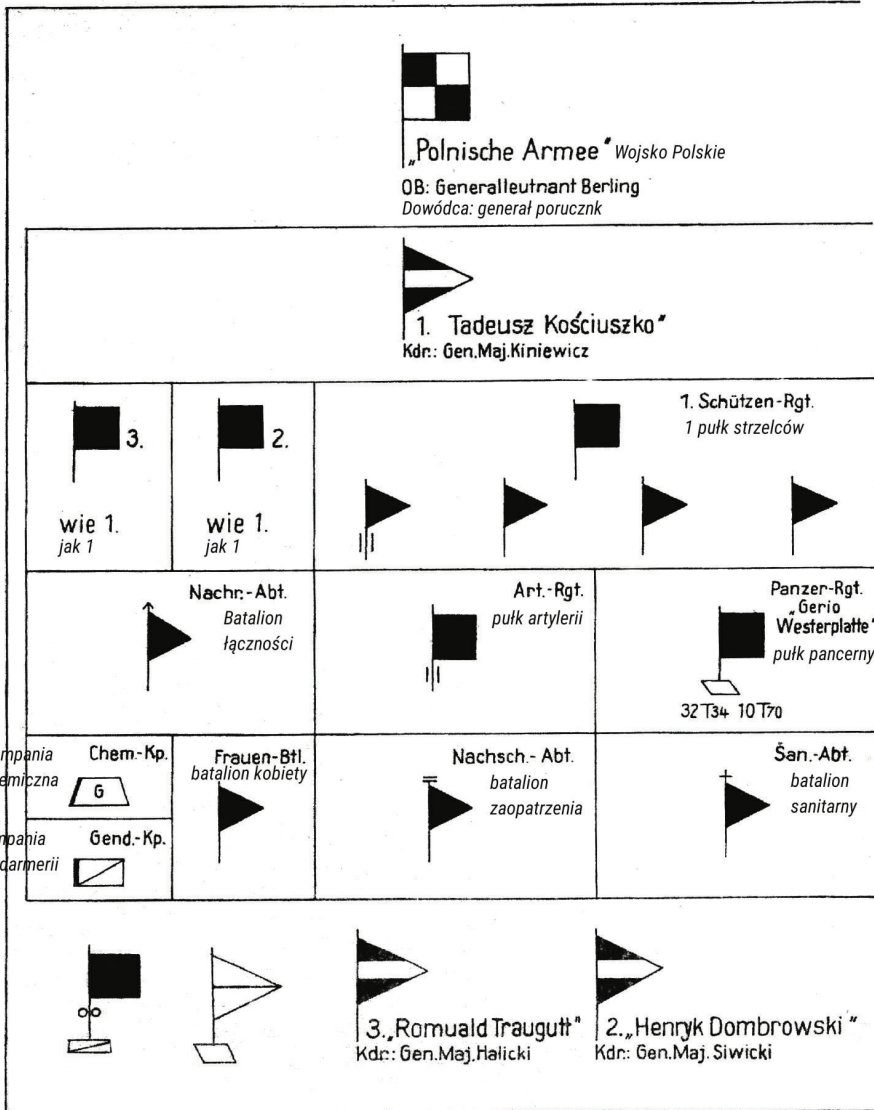 „Polnische Armee" Wojsko Polskie
OB: Generalleutnant Berling
Dowódca: generał porucznk
1. Tadeusz Kościuszko"
Kdr.: Gen.Maj.Kiniewicz
3.
wie 1.
jak 1
2.
wie 1.
jak 1
1. Schützen-Rgt.
1 pułk strzelców
Nachr.-Abt.
Batalion
łączności
Art.-Rgt.
pułk artylerii
Panzer-Rgt.
„Gerio
Westerplatte"
pułk pancerny
32 T34 10 T70
Chem.-Kp.
G
Gend.-Kp.
Frauen-Btl.
batalion kobiety
Nachsch.-Abt.
batalion
zaopatrzenia
Šan.-Abt.
batalion
sanitarny
3.„Romuald Traugutt"
Kdr.: Gen.Maj.Halicki
2.„Henryk Dombrowski"
Kdr.: Gen.Maj. Siwicki